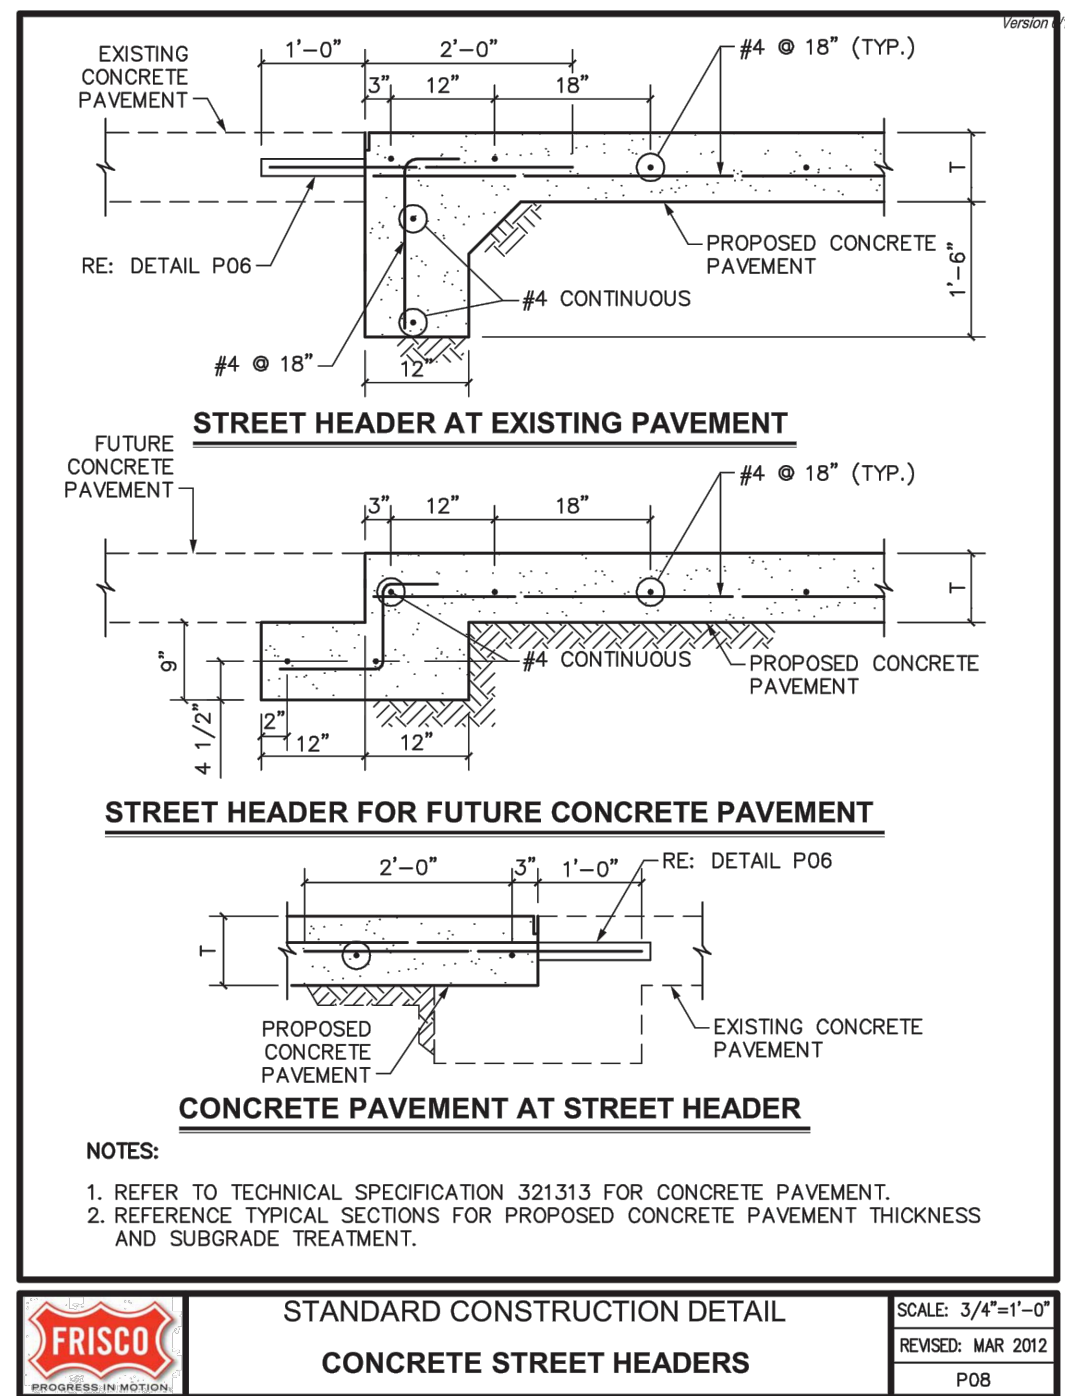 Version
EXISTING
CONCRETE
PAVEMENT
1'-0"
2'-0"
#4 @ 18" (TYP.)
3"
12"
18"
T
RE: DETAIL P06
PROPOSED CONCRETE
PAVEMENT
1'-6"
#4 CONTINUOUS
#4 @ 18"
12"
STREET HEADER AT EXISTING PAVEMENT
FUTURE
CONCRETE
PAVEMENT
3"
12"
18"
#4 @ 18" (TYP.)
T
9"
#4 CONTINUOUS
PROPOSED CONCRETE
PAVEMENT
4 1/2"
2"
12"
12"
STREET HEADER FOR FUTURE CONCRETE PAVEMENT
2'-0"
3"
1'-0"
RE: DETAIL P06
T
PROPOSED
CONCRETE
PAVEMENT
EXISTING CONCRETE
PAVEMENT
CONCRETE PAVEMENT AT STREET HEADER
NOTES:
1. REFER TO TECHNICAL SPECIFICATION 321313 FOR CONCRETE PAVEMENT.
2. REFERENCE TYPICAL SECTIONS FOR PROPOSED CONCRETE PAVEMENT THICKNESS
AND SUBGRADE TREATMENT.
FRISCO
PROGRESS IN MOTION
STANDARD CONSTRUCTION DETAIL
CONCRETE STREET HEADERS
SCALE: 3/4"=1'-0"
REVISED: MAR 2012
P08